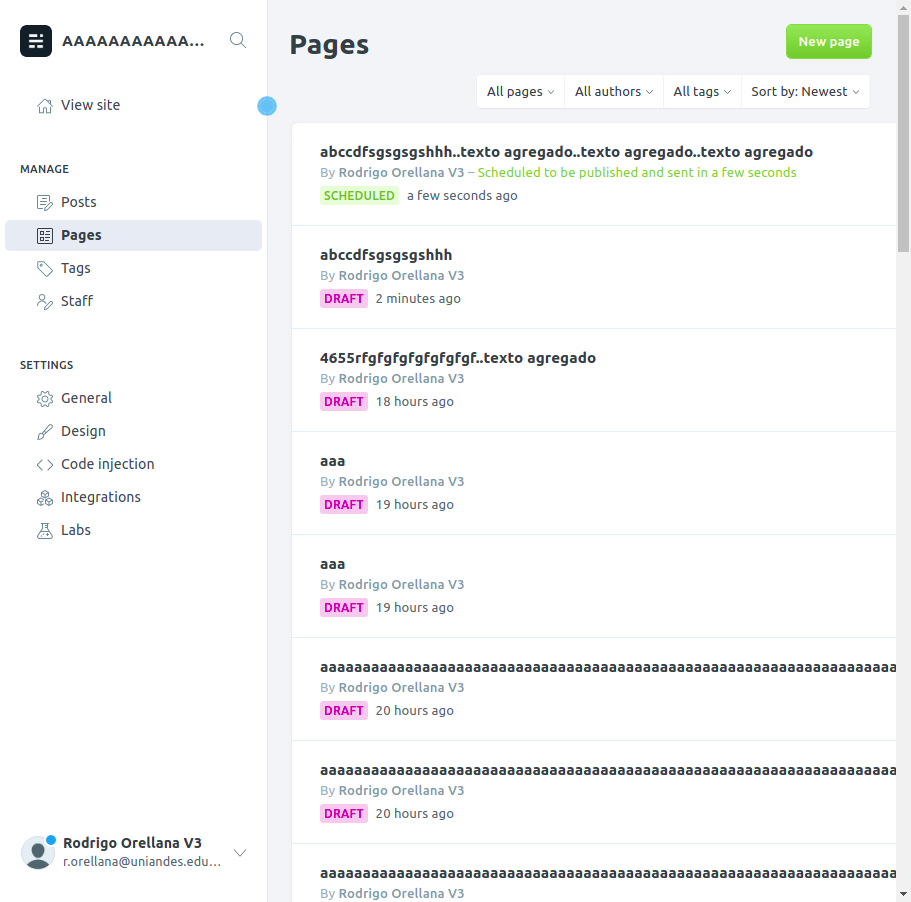 AAAAAAAAAAA...
View site
MANAGE
Posts
Pages
Tags
Staff
SETTINGS
General
Design
Code injection
Integrations
Labs
Rodrigo Orellana V3
r.orellana@uniandes.edu...
Pages
New page
All pages
All authors
All tags
Sort by: Newest
abccdfsgsgsgshhh..texto agregado..texto agregado..texto agregado
By Rodrigo Orellana V3 – Scheduled to be published and sent in a few seconds
SCHEDULED a few seconds ago
abccdfsgsgsgshhh
By Rodrigo Orellana V3
DRAFT 2 minutes ago
4655rfgfgfgfgfgfgfgf..texto agregado
By Rodrigo Orellana V3
DRAFT 18 hours ago
aaa
By Rodrigo Orellana V3
DRAFT 19 hours ago
aaa
By Rodrigo Orellana V3
DRAFT 19 hours ago
By Rodrigo Orellana V3
DRAFT 20 hours ago
By Rodrigo Orellana V3
DRAFT 20 hours ago
By Rodrigo Orellana V3